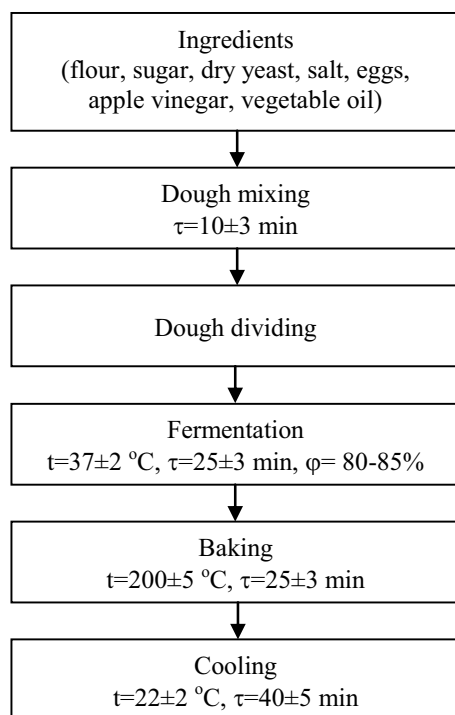 Ingredients
(flour, sugar, dry yeast, salt, eggs,
apple vinegar, vegetable oil)
Dough mixing
τ=10±3 min
Dough dividing
Fermentation
t=37±2 °C, τ=25±3 min, φ= 80-85%
Baking
t=200±5 °C, τ=25±3 min
Cooling
t=22±2 °C, τ=40±5 min